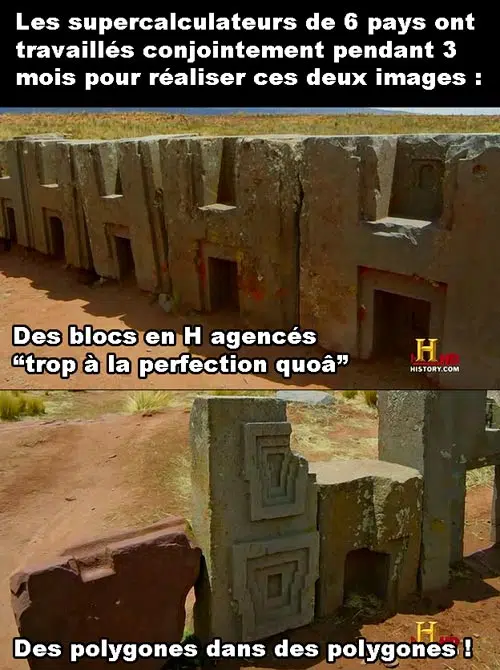 Les supercalculateurs de 6 pays ont
travaillés conjointement pendant 3
mois pour réaliser ces deux images :
Des blocs en H agencés
“trop à la perfection quoâ”
H HD
HISTORY.COM
Des polygones dans des polygones !